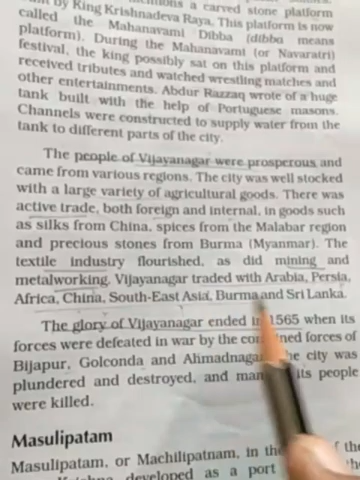 mentions a carved stone platform
by King Krishnadeva Raya. This platform is now
called the Mahanavami Dibba (dibba means
platform). During the Mahanavami (or Navaratri)
festival, the king possibly sat on this platform and
received tributes and watched wrestling matches and
other entertainments. Abdur Razzaq wrote of a huge
tank built with the help of Portuguese masons.
Channels were constructed to supply water from the
tank to different parts of the city.
The people of Vijayanagar were prosperous and
came from various regions. The city was well stocked
with a large variety of agricultural goods. There was
active trade, both foreign and internal, in goods such
as silks from China, spices from the Malabar region
and precious stones from Burma (Myanmar). The
textile industry flourished, as did mining and
metalworking. Vijayanagar traded with Arabia, Persia,
Africa, China, South-East Asia, Burma and Sri Lanka.
The glory of Vijayanagar ended in 1565 when its
forces were defeated in war by the forces of
Bijapur, Golconda and Ahmadnagar. city was
plundered and destroyed, and its people
were killed.
Masulipatam
Masulipatam, or Machilipatnam, in the of the
developed as a port